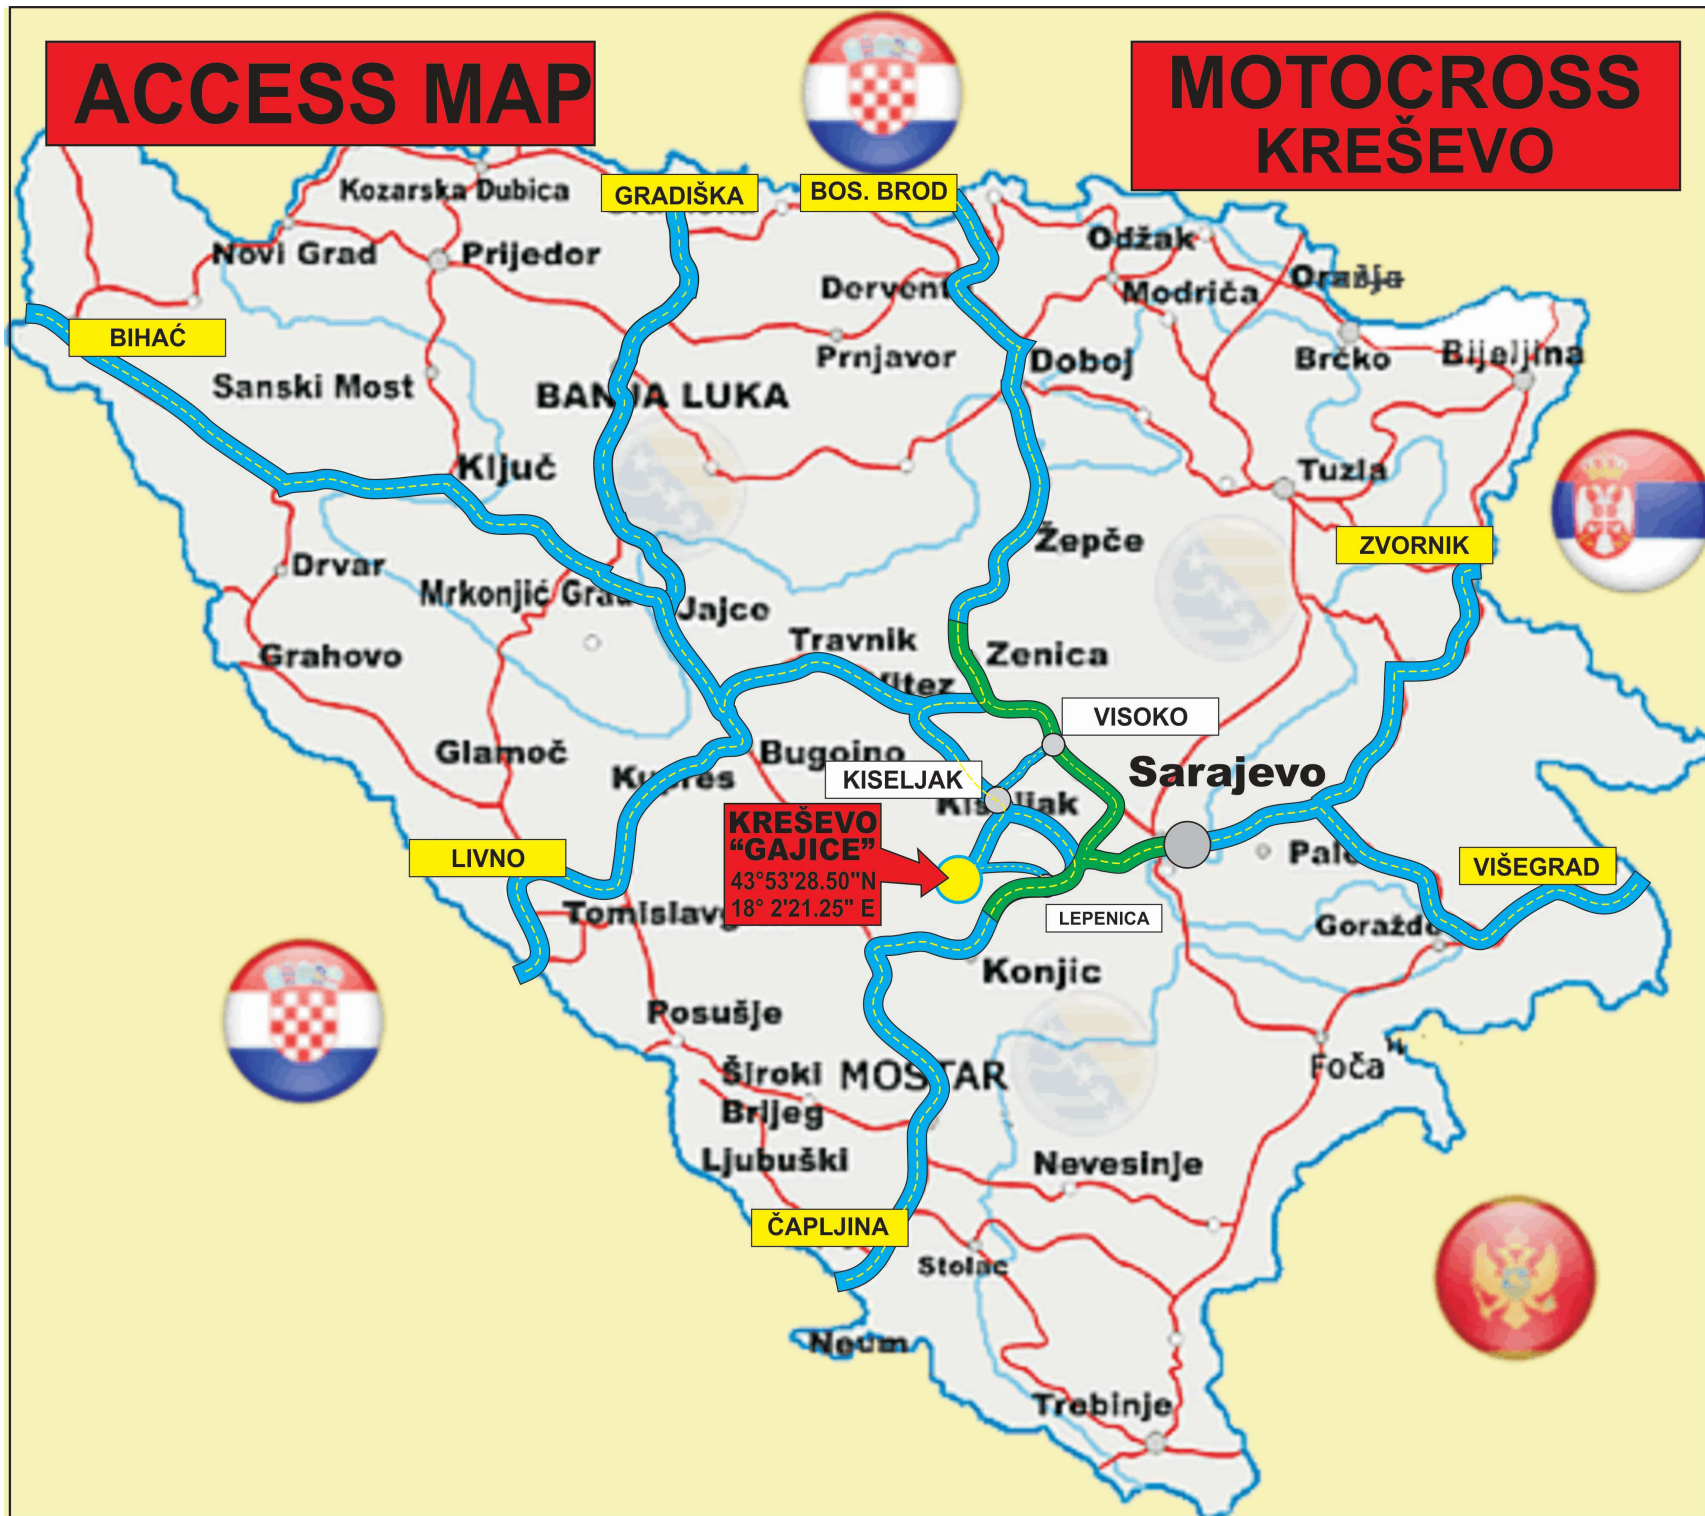 ACCESS MAP
MOTOCROSS
KREŠEVO
Kozarska Dubica
GRADIŠKA
BOS. BROD
Novi Grad
Prijedor
Odžak
Dervent
Modriča
Orašje
BIHAĆ
Prnjavor
Doboj
Brčko
Bijeljina
Sanski Most
BANJA LUKA
Ključ
Tuzla
Žepče
ZVORNIK
Drvar
Mrkonjić Grad
Jajce
Travnik
Zenica
Grahovo
Vitez
VISOKO
Glamoč
Kupres
Bugojno
KISELJAK
Kiseljak
Sarajevo
KREŠEVO
“GAJICE”
43°53'28.50"N
18° 2'21.25" E
LIVNO
Pale
VIŠEGRAD
Tomislavg
LEPENICA
Goražde
Konjic
Posušje
Široki
Brijeg
MOSTAR
Foča
Ljubuški
Nevesinje
ČAPLJINA
Stolac
Neum
Trebinje